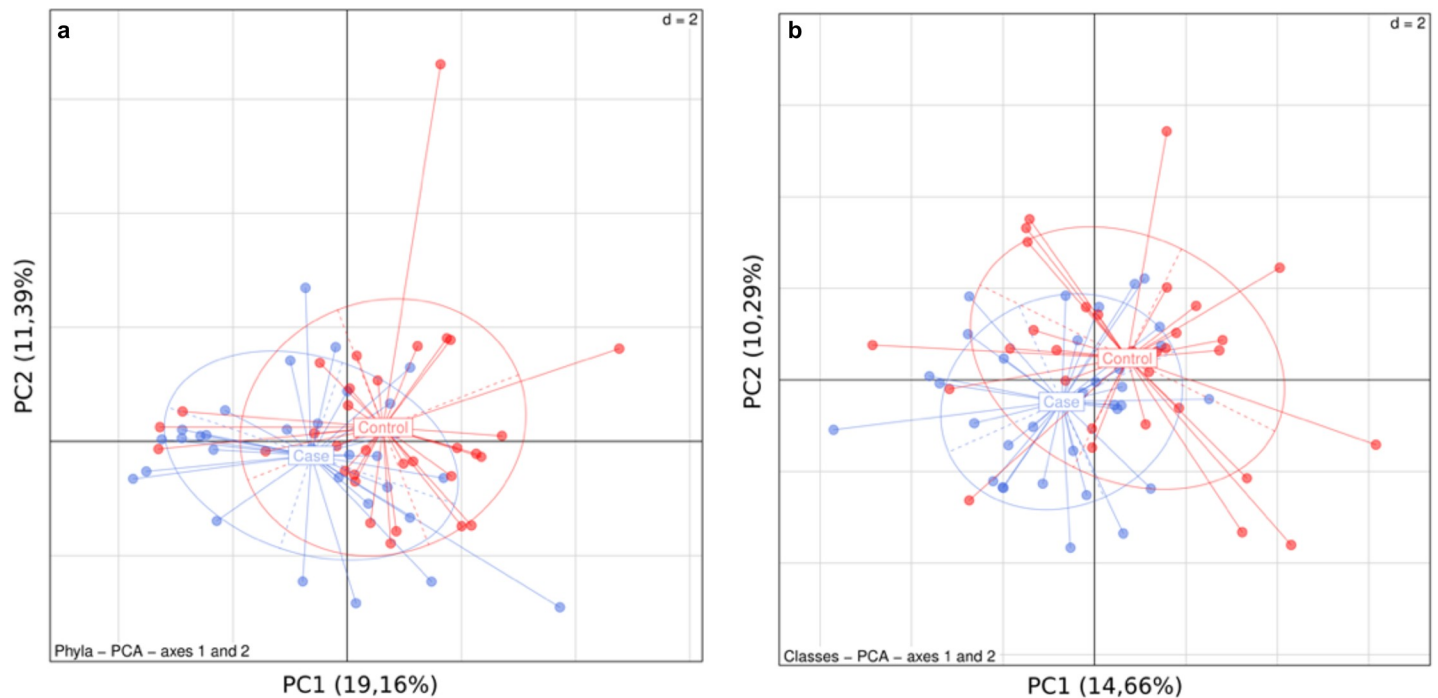 a
d = 2
PC2 (11,39%)
Control
Case
Phyla – PCA – axes 1 and 2
PC1 (19,16%)
b
d = 2
PC2 (10,29%)
Control
Case
Classes – PCA – axes 1 and 2
PC1 (14,66%)